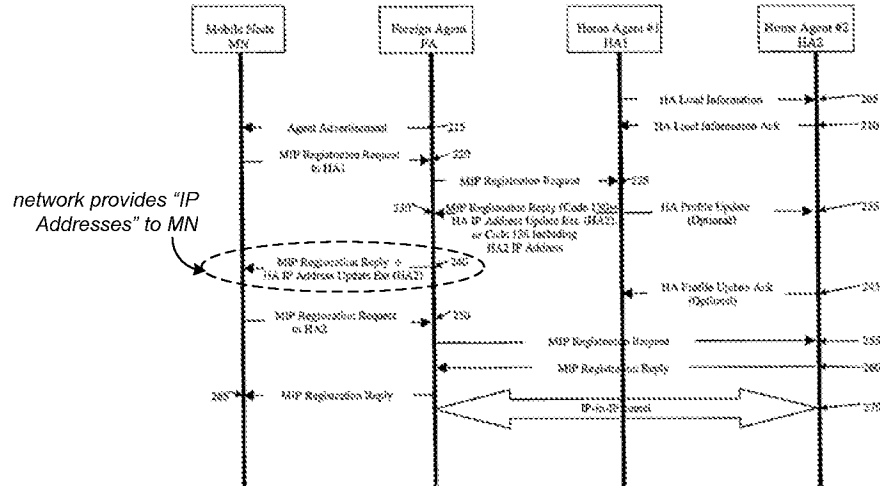 Mobile Node
MN
Foreign Agent
FA
Home Agent #1
HA1
Home Agent #2
HA2
HA Load Information
205
Agent Advertisement
215
HA Load Information Ack
210
MIP Registration Request
to HA1
220
MIP Registration Request
225
network provides "IP
Addresses" to MN
MIP Registration Reply (Code
HA IP Address Update Ext. (HA2)
or Code 136 Including
HA2 IP Address
HA Profile Update
(Optional)
MIP Registration Reply +
HA IP Address Update Ext (HA2)
240
HA Profile Update Ack
(Optional)
245
MIP Registration Request
to HA2
MIP Registration Request
255
MIP Registration Reply
260
265
MIP Registration Reply
IP-in-IP Tunnel
270